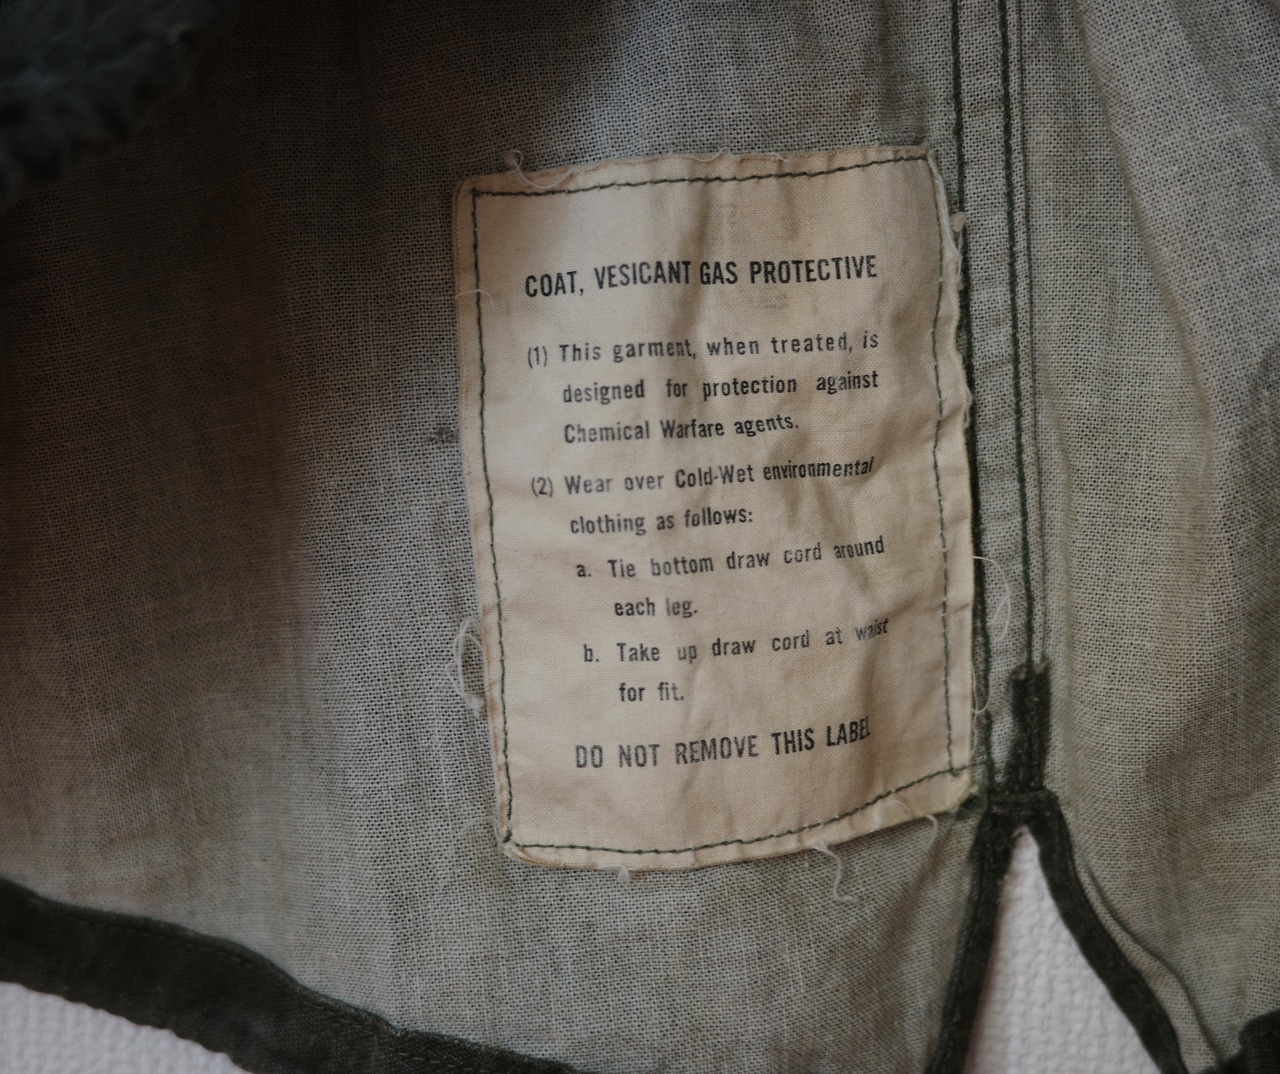 COAT, VESICANT GAS PROTECTIVE
(1) This garment, when treated, is
designed for protection against
Chemical Warfare agents.
(2) Wear over Cold-Wet environmental
clothing as follows:
a. Tie bottom draw cord around
each leg.
b. Take up draw cord at waist
for fit.
DO NOT REMOVE THIS LABEL